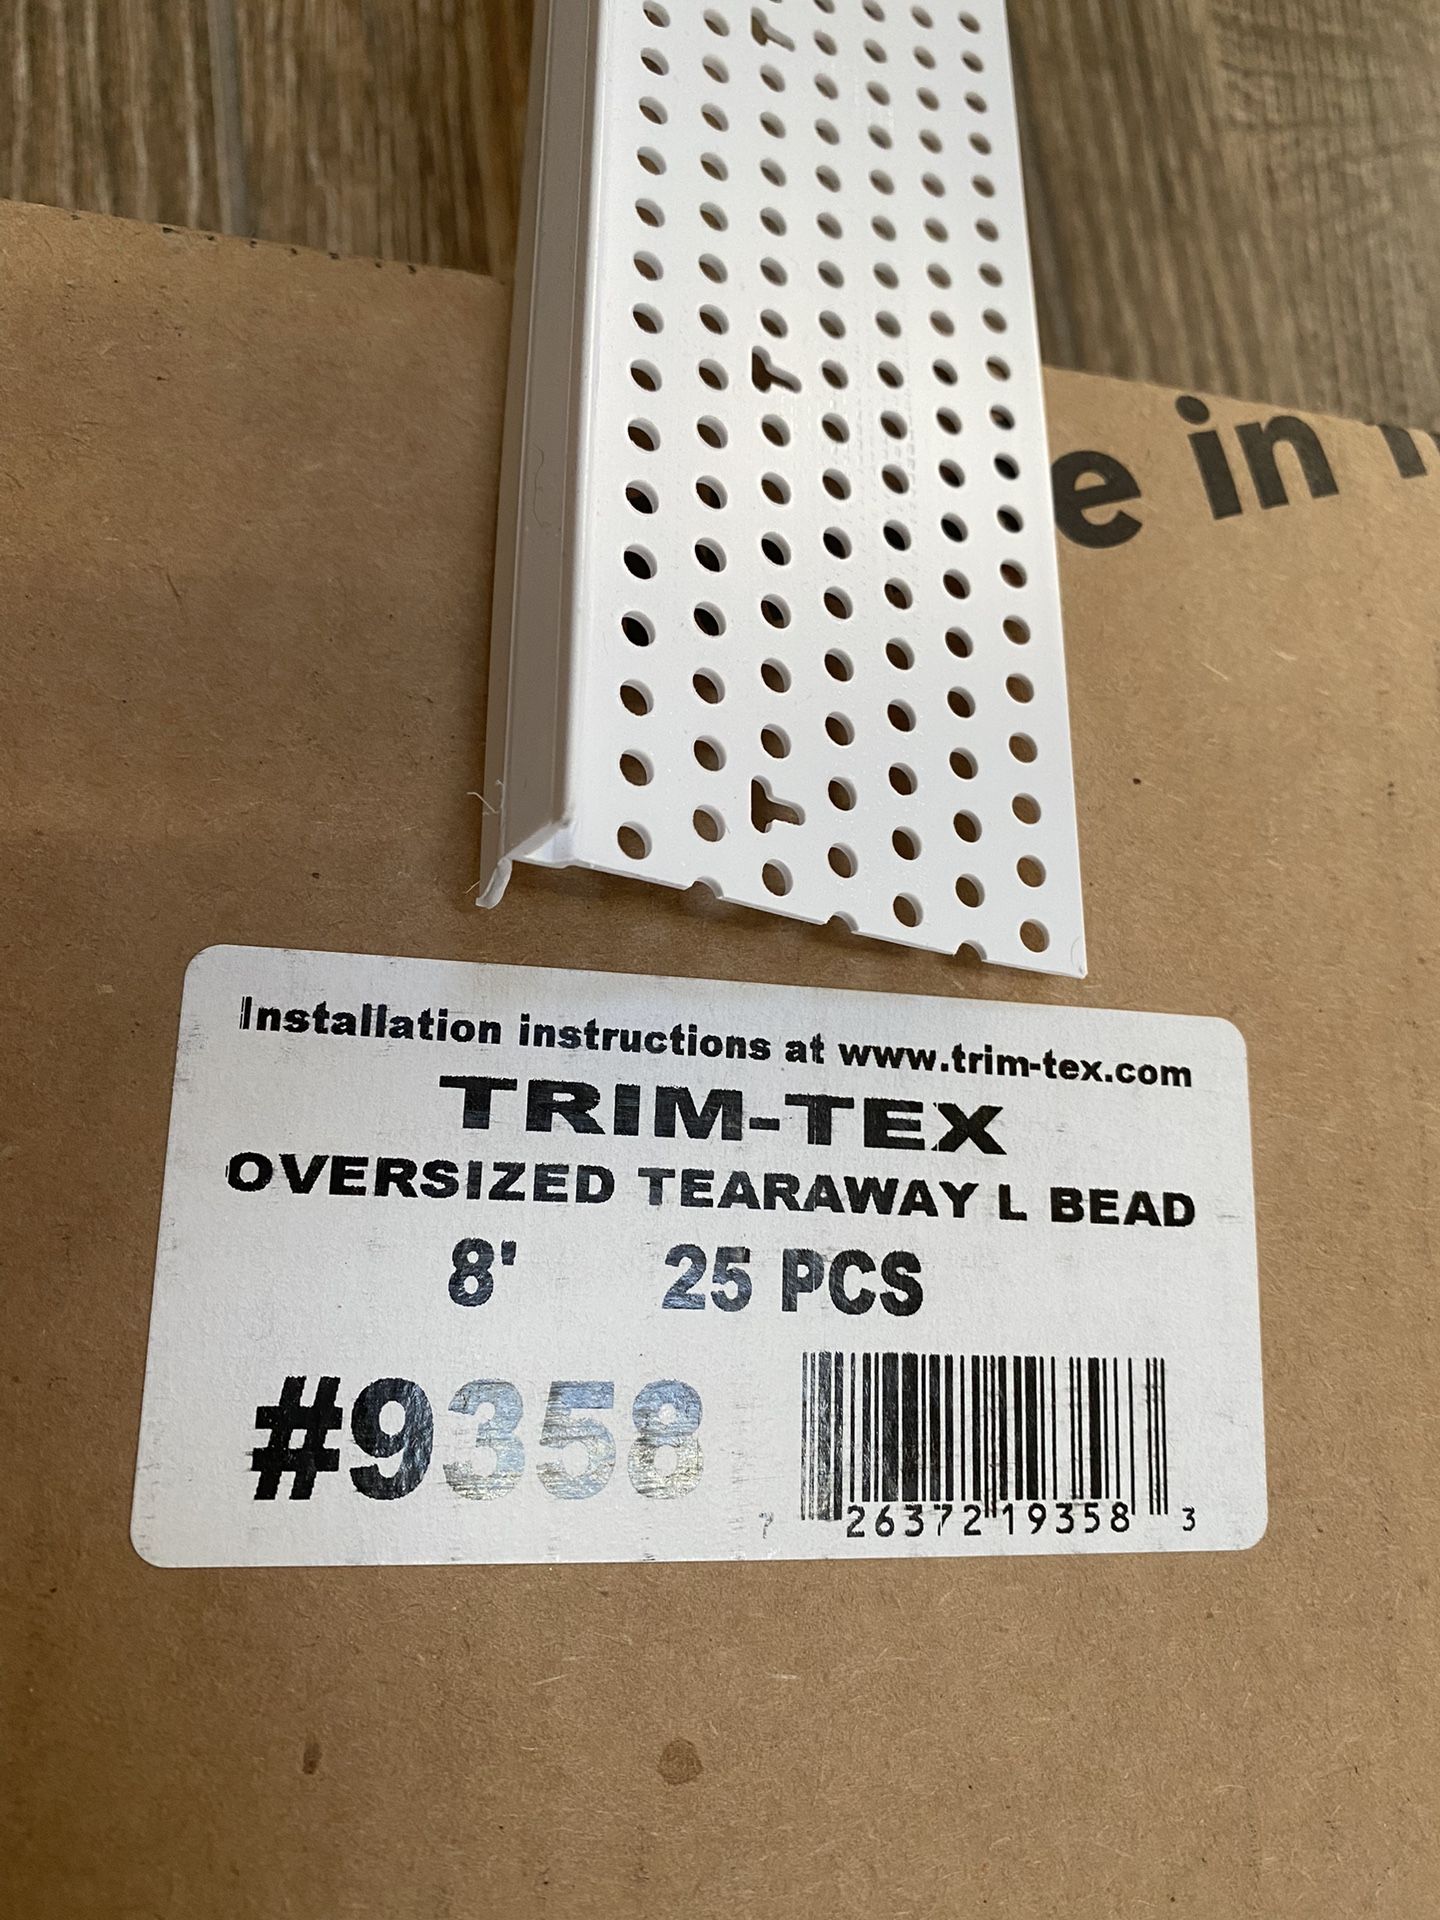 e in
Installation instructions at www.trim-tex.com
TRIM-TEX
OVERSIZED TEARAWAY L BEAD
8' 25 PCS
#9358
7 26372 19358 3